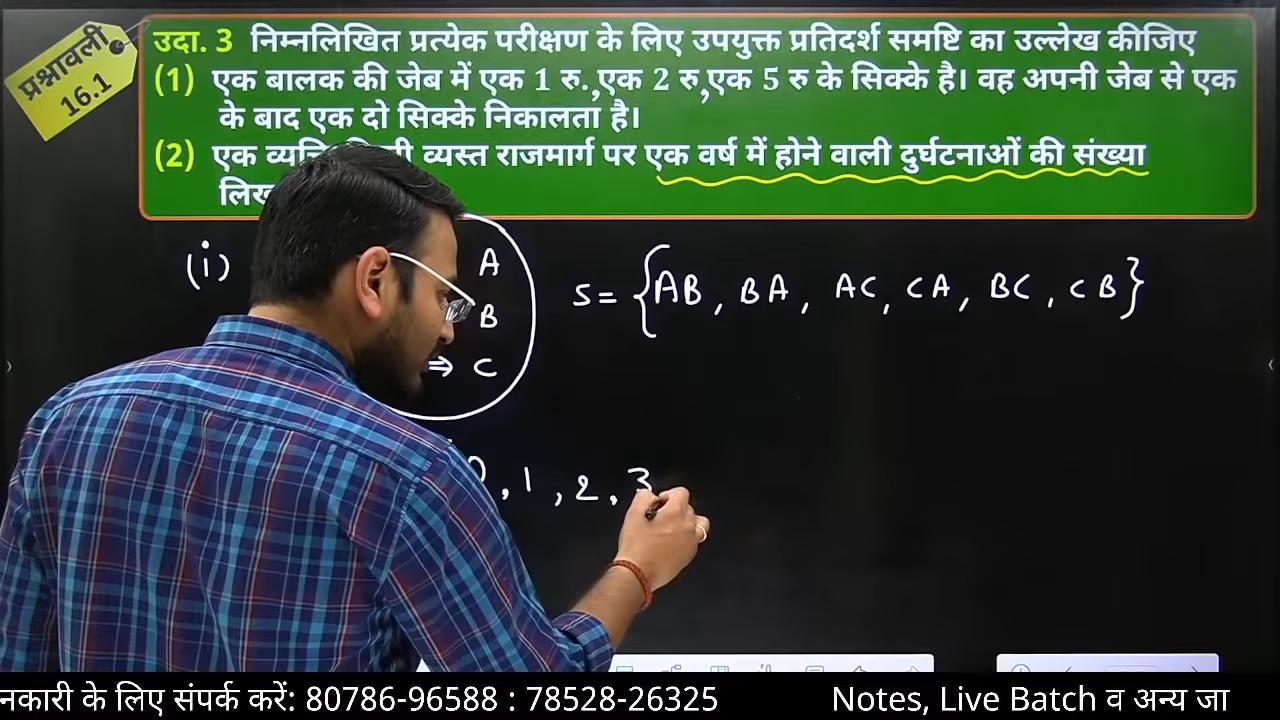 प्रश्नावली
16.1
उदा. 3 निम्नलिखित प्रत्येक परीक्षण के लिए उपयुक्त प्रतिदर्श समष्टि का उल्लेख कीजिए
(1) एक बालक की जेब में एक 1 रु.,एक 2 रु,एक 5 रु के सिक्के है। वह अपनी जेब से एक
के बाद एक दो सिक्के निकालता है।
(2) एक व्यस्त राजमार्ग पर एक वर्ष में होने वाली दुर्घटनाओं की संख्या
(i)
A
B
⇒ C
S = {AB, BA, AC, CA, BC, CB}
0, 1, 2, 3
नकारी के लिए संपर्क करें: 80786-96588 : 78528-26325 Notes, Live Batch व अन्य जा